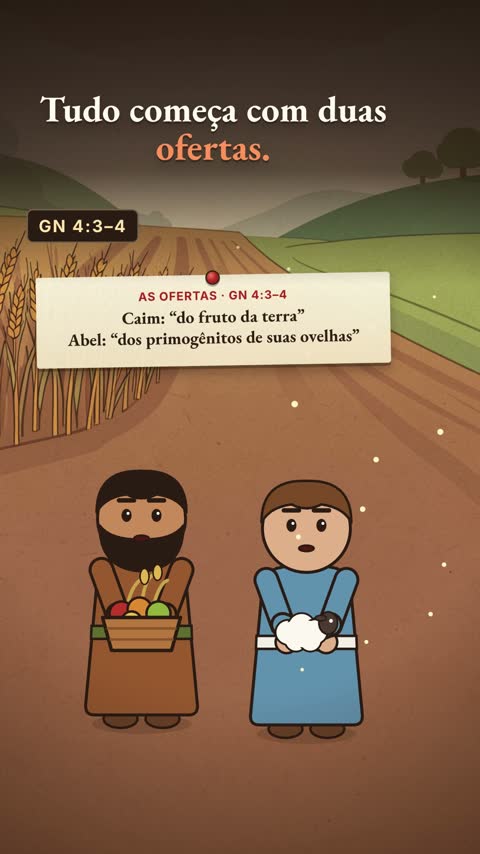 Tudo começa com duas
ofertas.
GN 4:3–4
AS OFERTAS · GN 4:3–4
Caim: “do fruto da terra”
Abel: “dos primogênitos de suas ovelhas”